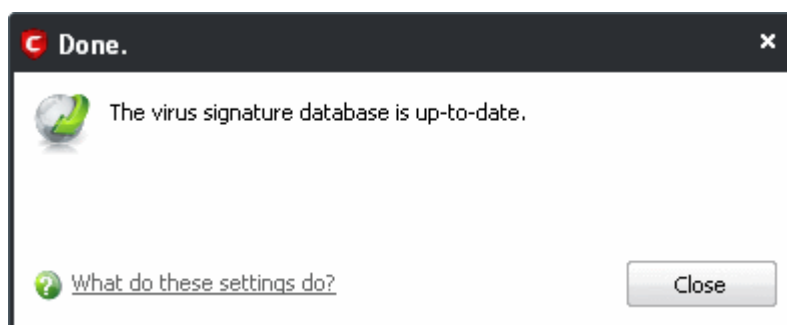 Done.
The virus signature database is up-to-date.
What do these settings do?
Close